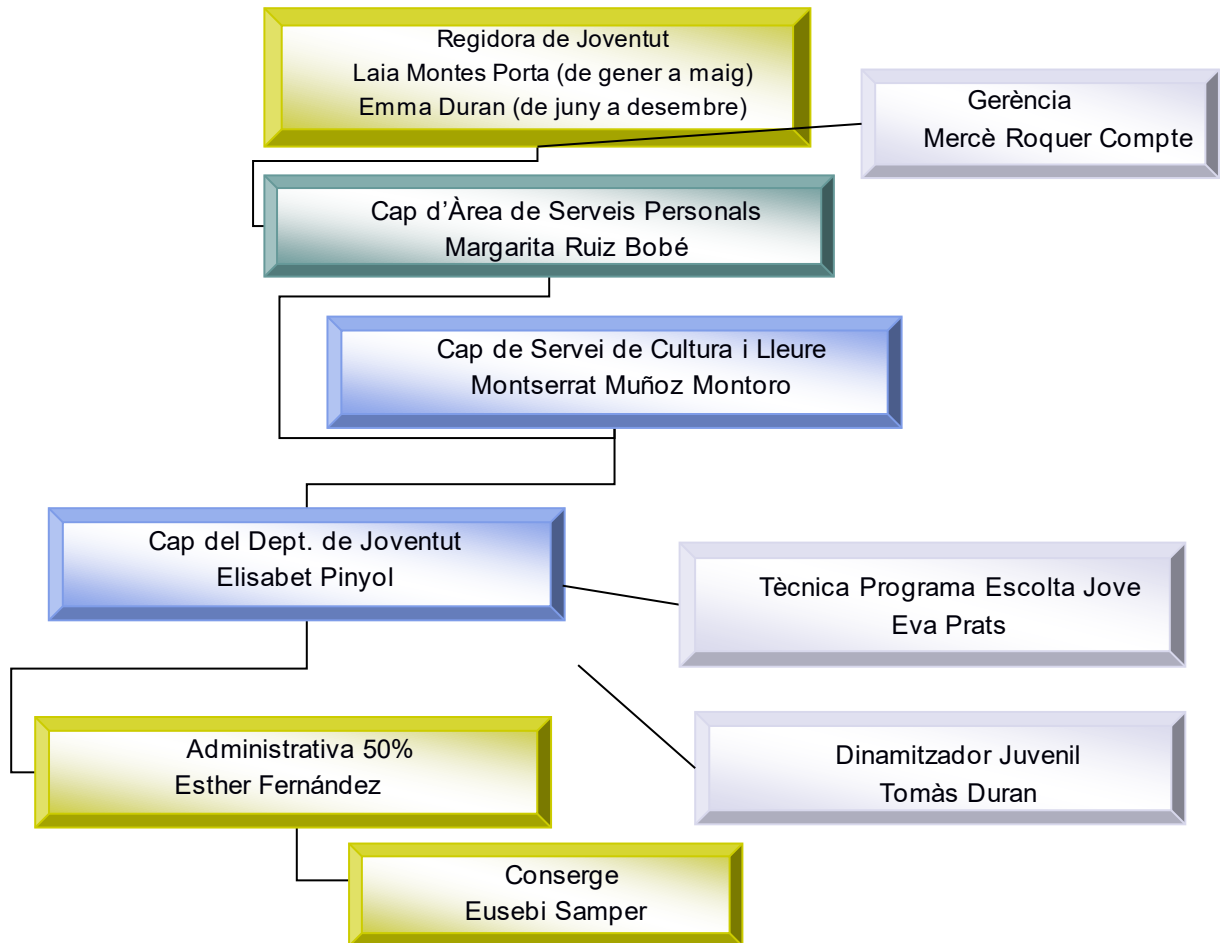 Regidora de Joventut
Laia Montes Porta (de gener a maig)
Emma Duran (de juny a desembre)
Gerència
Mercè Roquer Compte
Cap d’Àrea de Serveis Personals
Margarita Ruiz Bobé
Cap de Servei de Cultura i Lleure
Montserrat Muñoz Montoro
Cap del Dept. de Joventut
Elisabet Pinyol
Tècnica Programa Escolta Jove
Eva Prats
Administrativa 50%
Esther Fernández
Dinamitzador Juvenil
Tomàs Duran
Conserge
Eusebi Samper